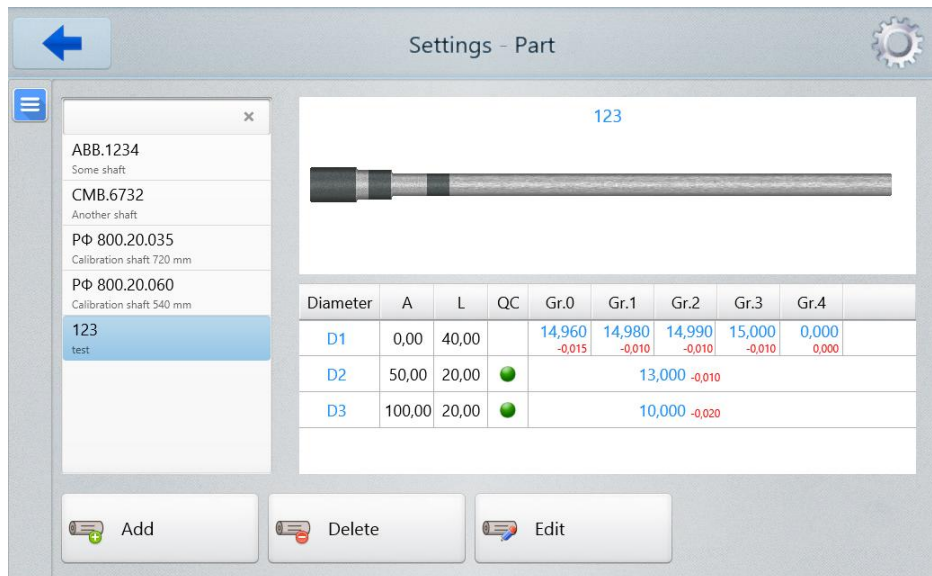 Settings - Part
ABB.1234
Some shaft
CMB.6732
Another shaft
РФ 800.20.035
Calibration shaft 720 mm
РФ 800.20.060
Calibration shaft 540 mm
123
test
123
Diameter A L QC Gr.0 Gr.1 Gr.2 Gr.3 Gr.4
D1 0,00 40,00 14,960 -0,015 14,980 -0,010 14,990 -0,010 15,000 -0,010 0,000 0,000
D2 50,00 20,00 13,000 -0,010
D3 100,00 20,00 10,000 -0,020
Add Delete Edit